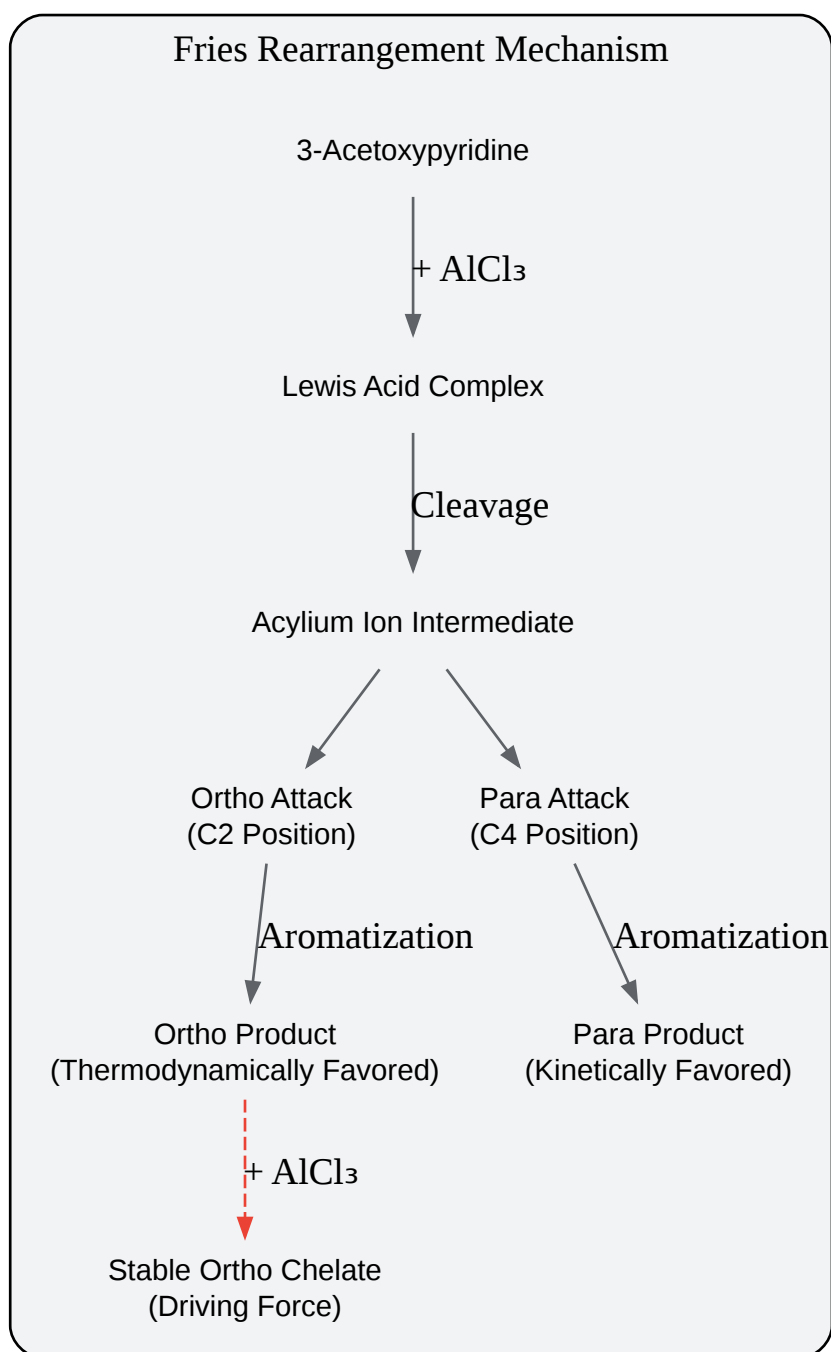 Fries Rearrangement Mechanism
3-Acetoxypyridine
+ AlCl₃
Lewis Acid Complex
Cleavage
Acylium Ion Intermediate
Ortho Attack
(C2 Position)
Para Attack
(C4 Position)
Aromatization
Aromatization
Ortho Product
(Thermodynamically Favored)
Para Product
(Kinetically Favored)
+ AlCl₃
Stable Ortho Chelate
(Driving Force)